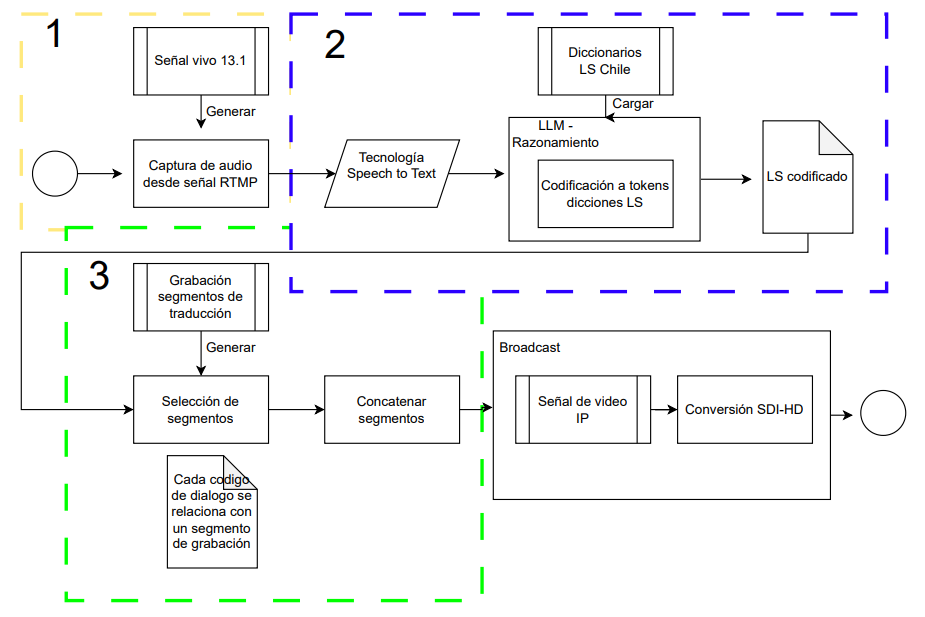 1
Señal vivo 13.1
Generar
Captura de audio
desde señal RTMP
2
Tecnología
Speech to Text
Diccionarios
LS Chile
Cargar
LLM -
Razonamiento
Codificación a tokens
dicciones LS
LS codificado
3
Grabación
segmentos de
traducción
Generar
Selección de
segmentos
Concatenar
segmentos
Cada codigo
de dialogo se
relaciona con
un segmento
de grabación
Broadcast
Señal de video
IP
Conversión SDI-HD